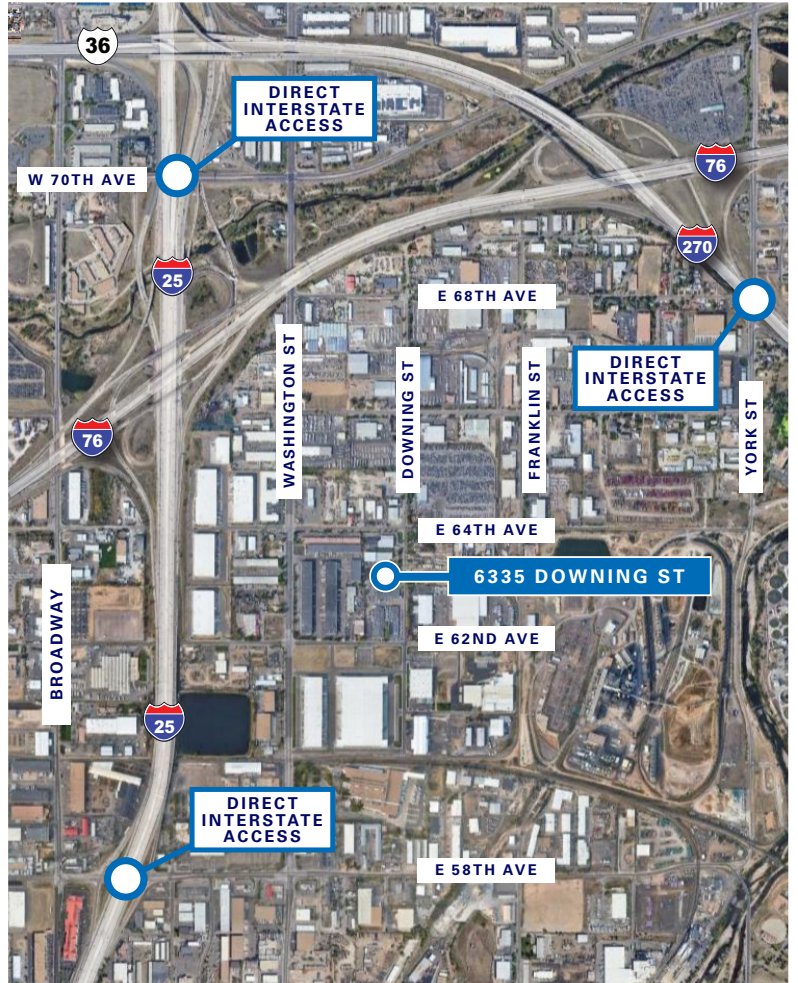 36
DIRECT
INTERSTATE
ACCESS
76
W 70TH AVE
270
25
E 68TH AVE
WASHINGTON ST
DOWNING ST
FRANKLIN ST
DIRECT
INTERSTATE
ACCESS
YORK ST
76
E 64TH AVE
6335 DOWNING ST
BROADWAY
E 62ND AVE
25
DIRECT
INTERSTATE
ACCESS
E 58TH AVE